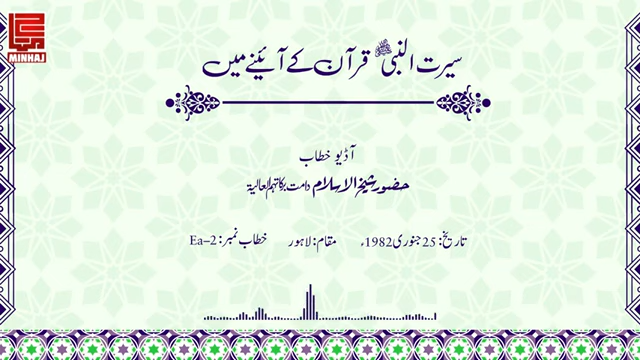 MINHAJ
سیرت النبی ﷺ قرآن کے آئینے میں
آڈیو خطاب
حضور شیخ الاسلام دامت برکاتہم العالیۃ
تاریخ: 25 جنوری 1982ء مقام: لاہور خطاب نمبر: Ea-2